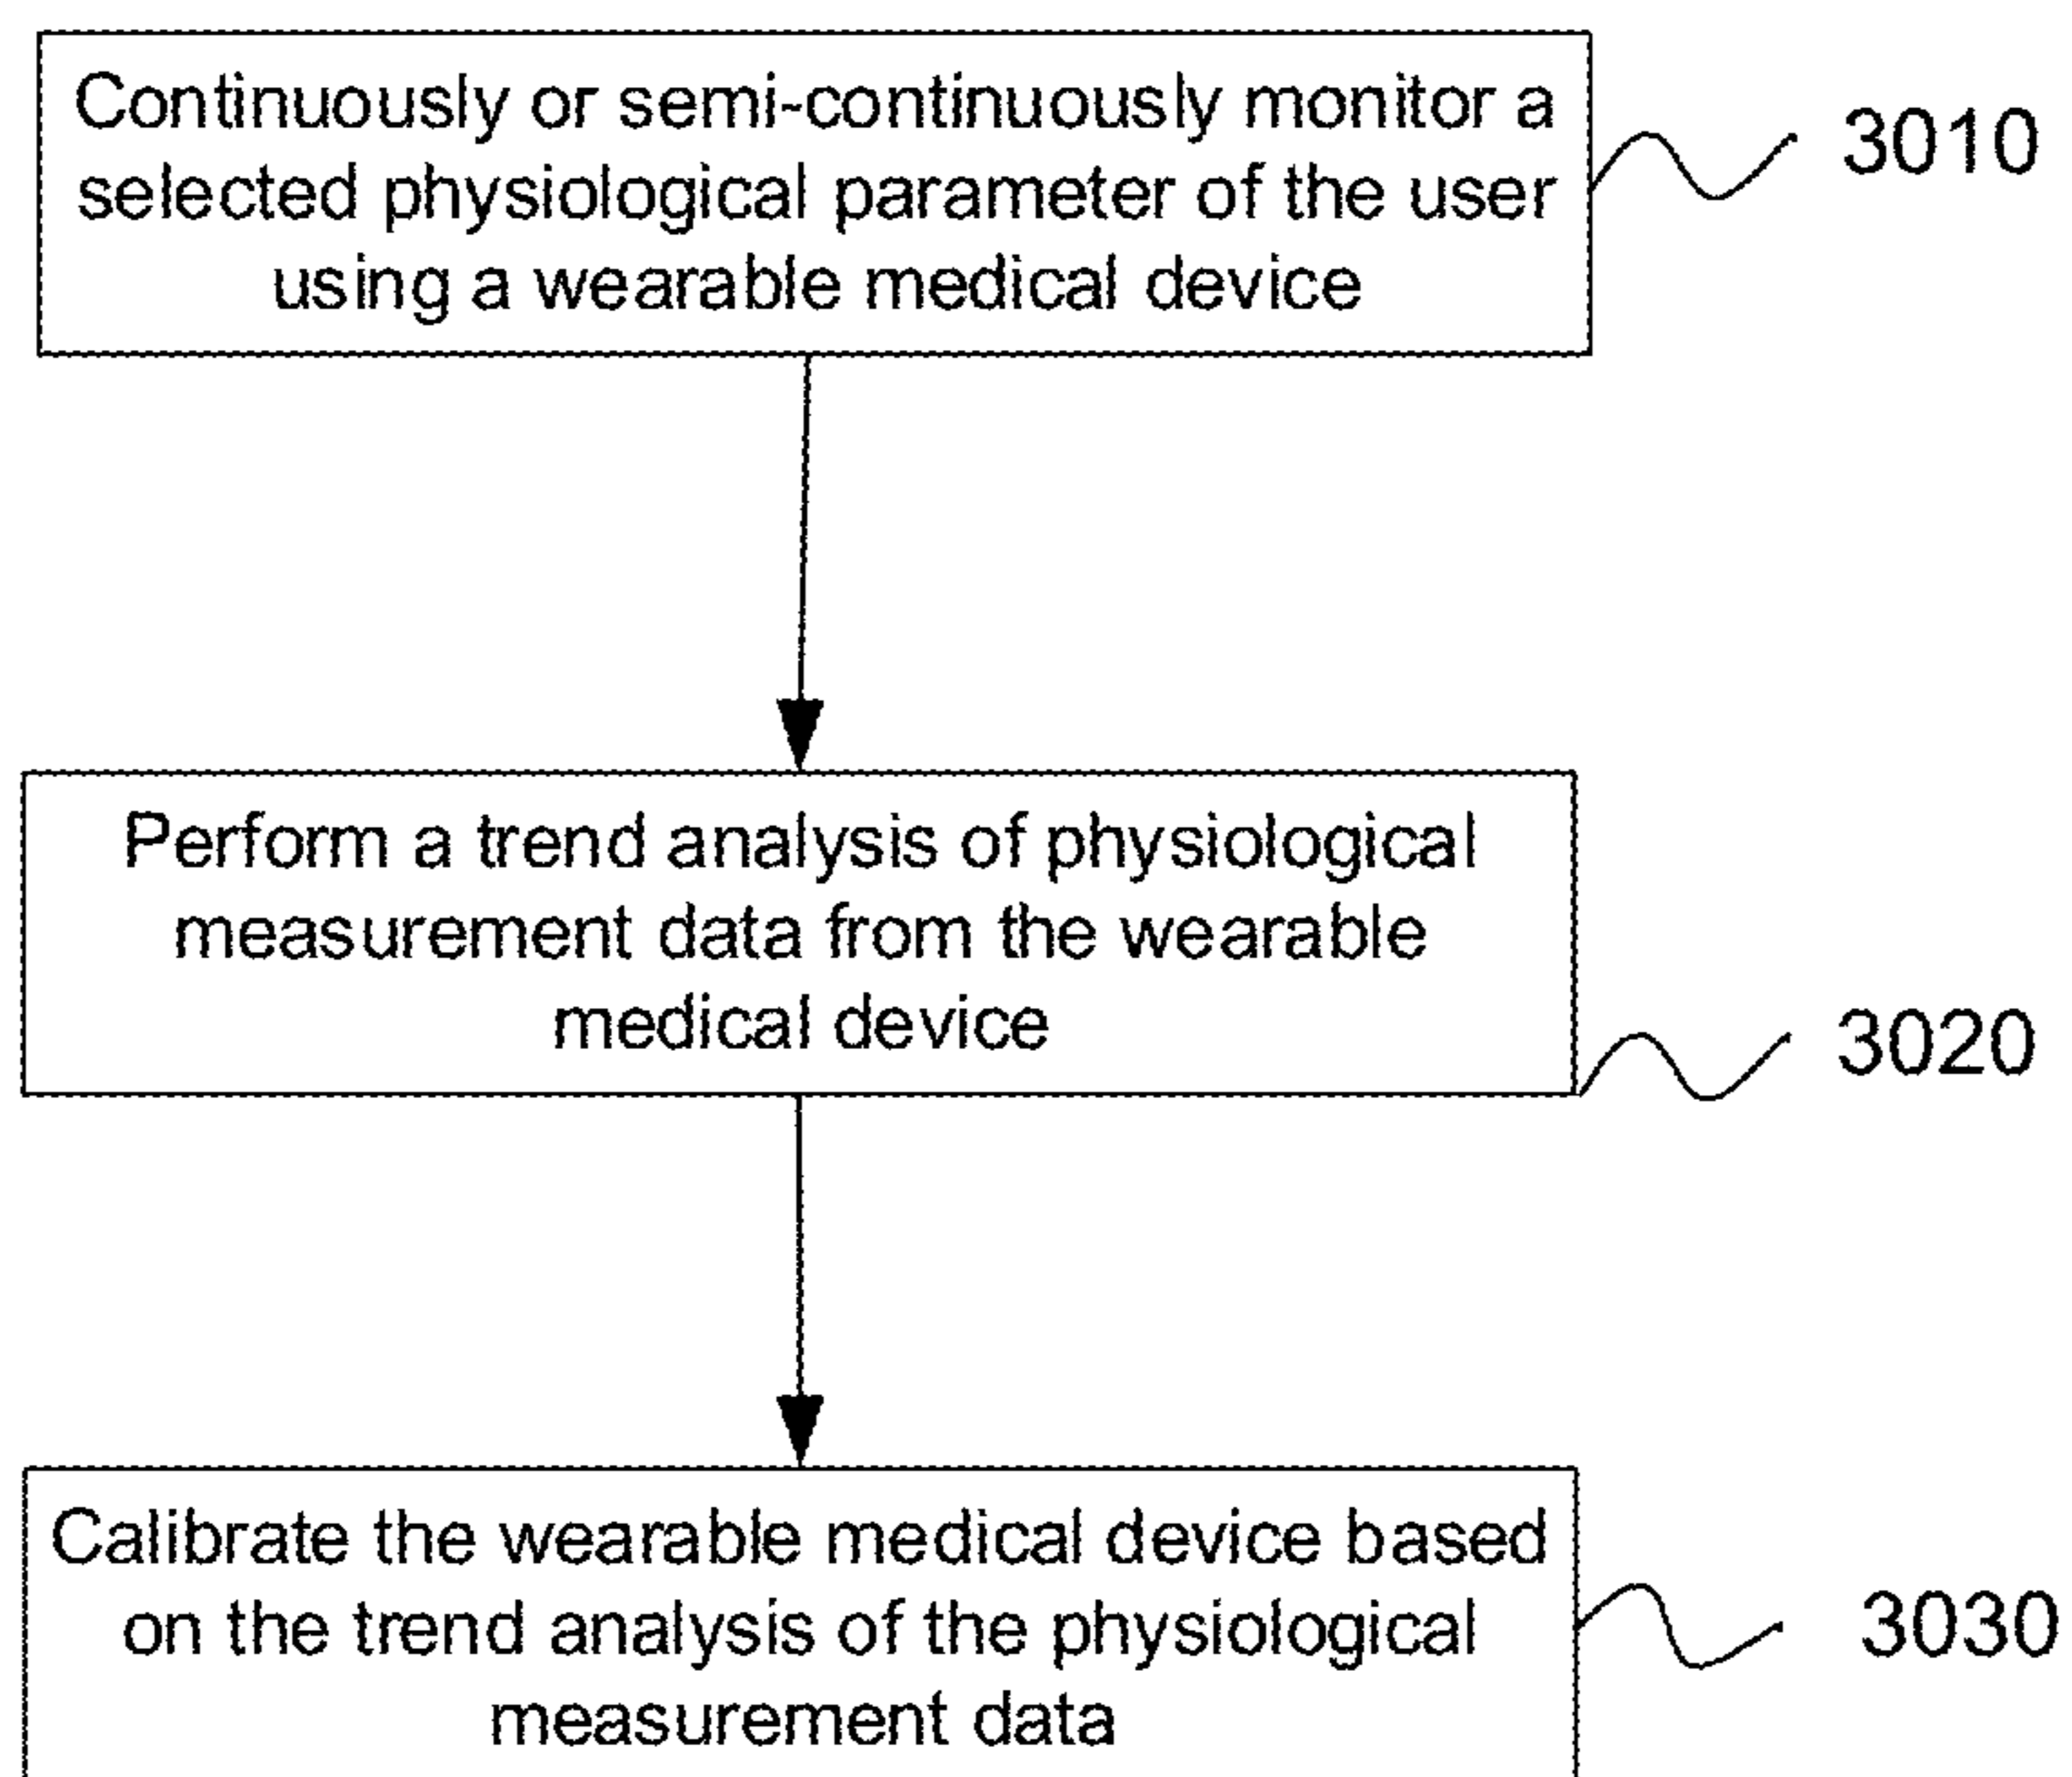 Continuously or semi-continuously monitor a
selected physiological parameter of the user
using a wearable medical device
3010
Perform a trend analysis of physiological
measurement data from the wearable
medical device
3020
Calibrate the wearable medical device based
on the trend analysis of the physiological
measurement data
3030